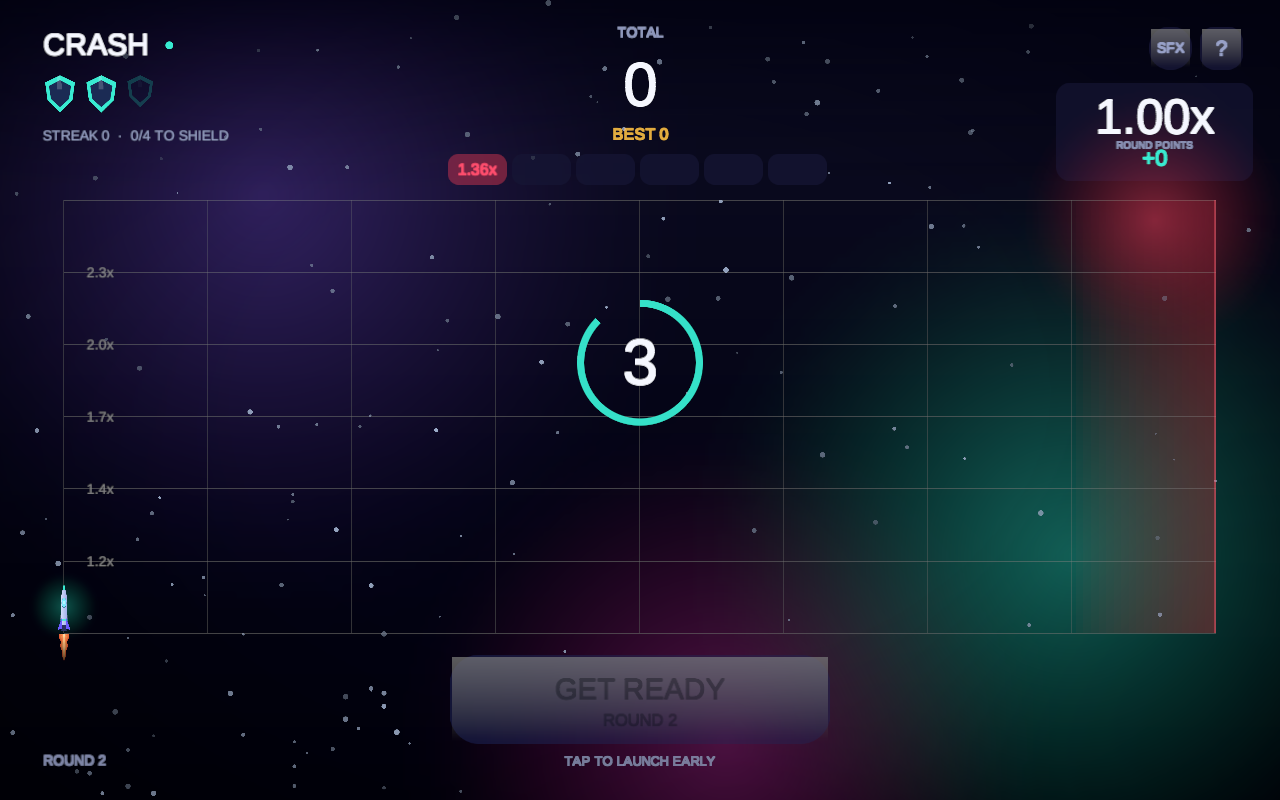 CRASH
STREAK 0 · 0/4 TO SHIELD
TOTAL
0
BEST 0
SFX
?
1.00x
ROUND POINTS
+0
1.36x
2.3x
2.0x
1.7x
1.4x
1.2x
3
GET READY
ROUND 2
ROUND 2
TAP TO LAUNCH EARLY